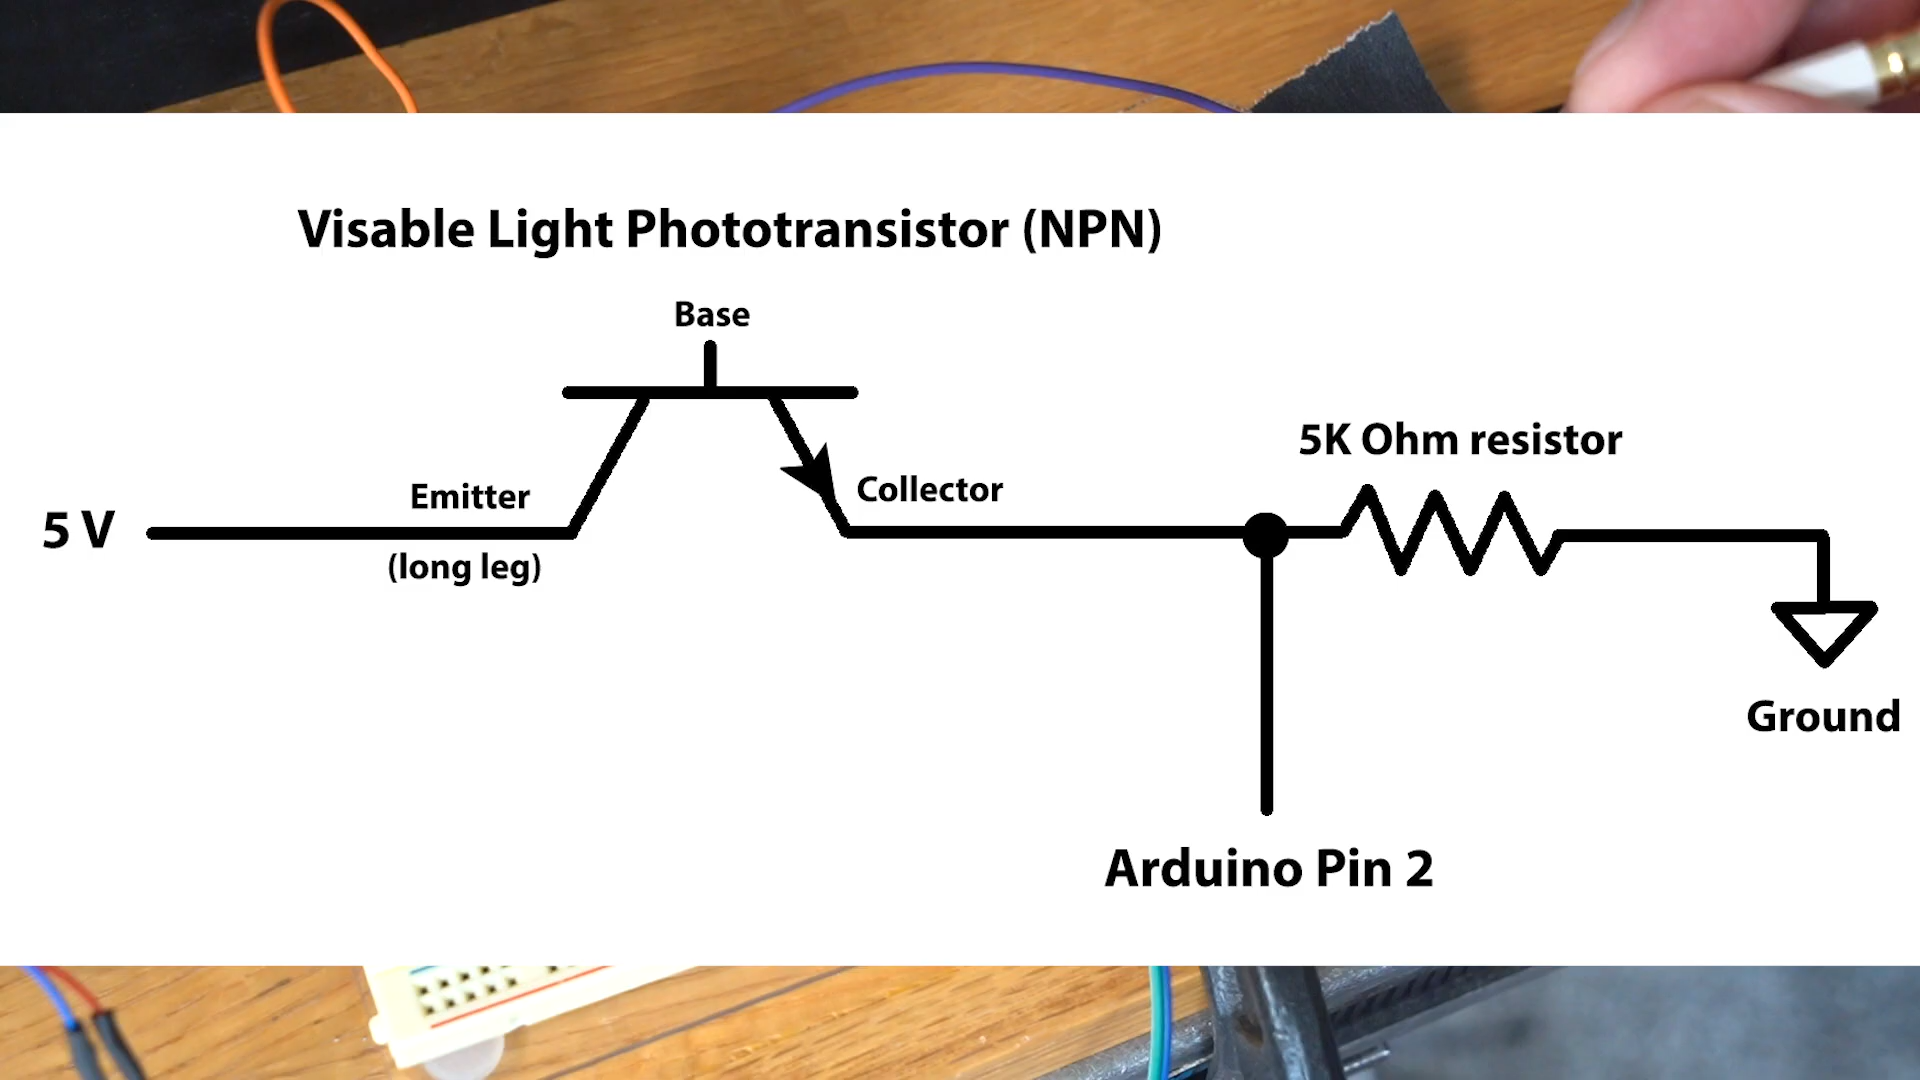 Visable Light Phototransistor (NPN)
Base
5K Ohm resistor
Emitter
Collector
5 V
(long leg)
Ground
Arduino Pin 2